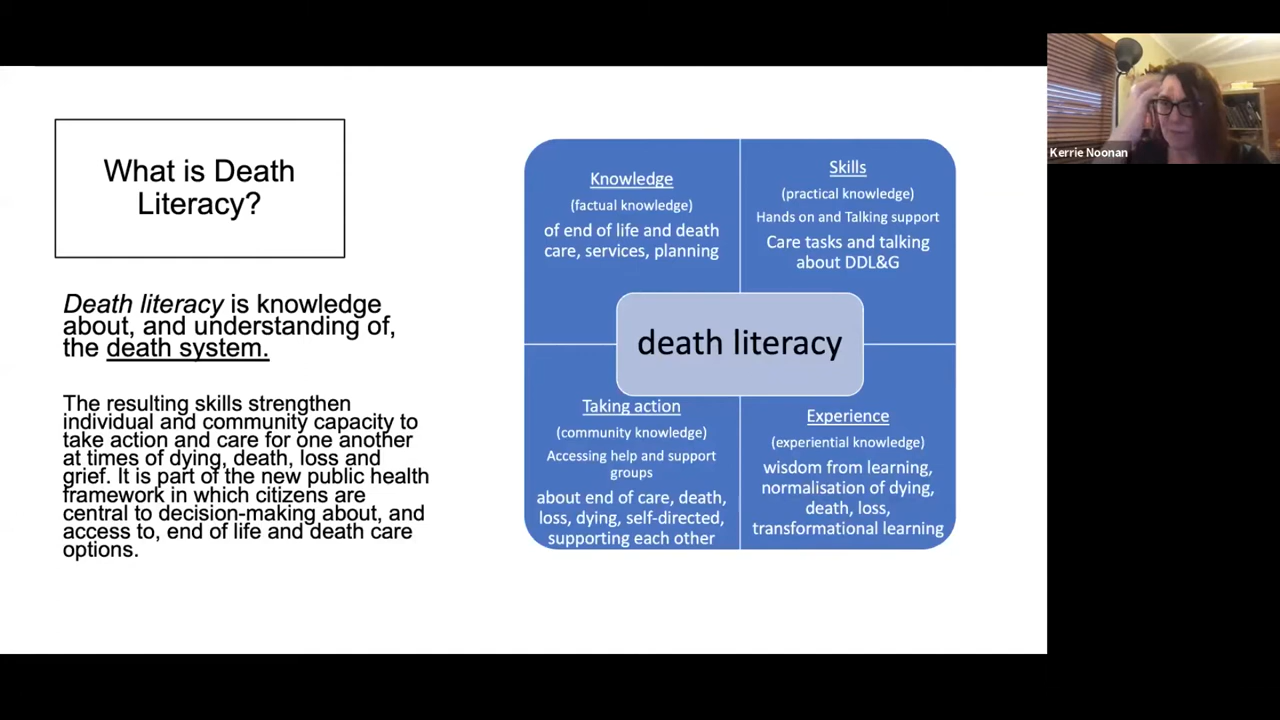 What is Death
Literacy?
Death literacy is knowledge
about, and understanding of,
the death system.
The resulting skills strengthen
individual and community capacity to
take action and care for one another
at times of dying, death, loss and
grief. It is part of the new public health
framework in which citizens are
central to decision-making about, and
access to, end of life and death care
options.
Knowledge
(factual knowledge)
of end of life and death
care, services, planning
Skills
(practical knowledge)
Hands on and Talking support
Care tasks and talking
about DDL&G
death literacy
Taking action
(community knowledge)
Accessing help and support
groups
about end of care, death,
loss, dying, self-directed,
supporting each other
Experience
(experiential knowledge)
wisdom from learning,
normalisation of dying,
death, loss,
transformational learning
Kerrie Noonan